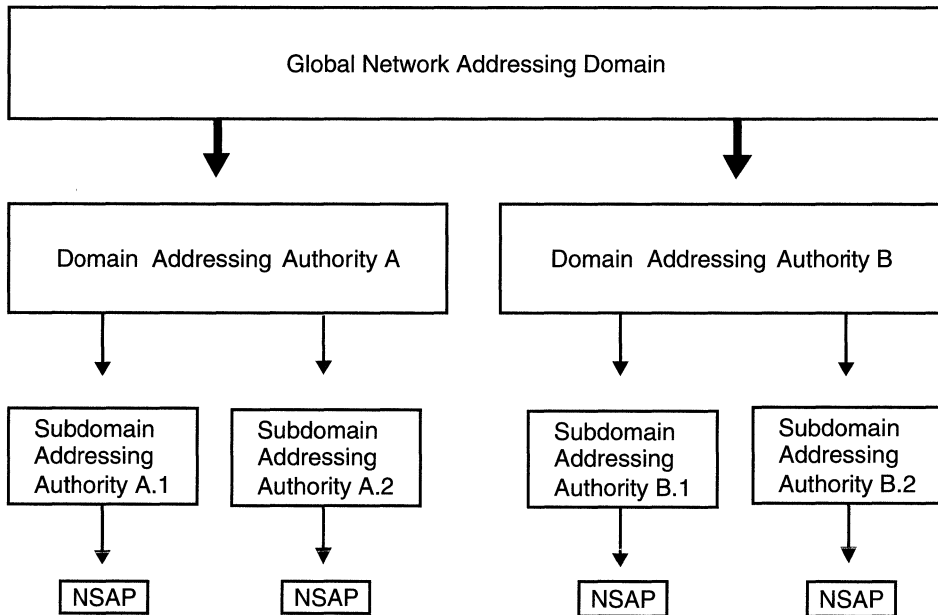 Global Network Addressing Domain
Domain Addressing Authority A
Domain Addressing Authority B
Subdomain
Addressing
Authority A.1
Subdomain
Addressing
Authority A.2
Subdomain
Addressing
Authority B.1
Subdomain
Addressing
Authority B.2
NSAP
NSAP
NSAP
NSAP